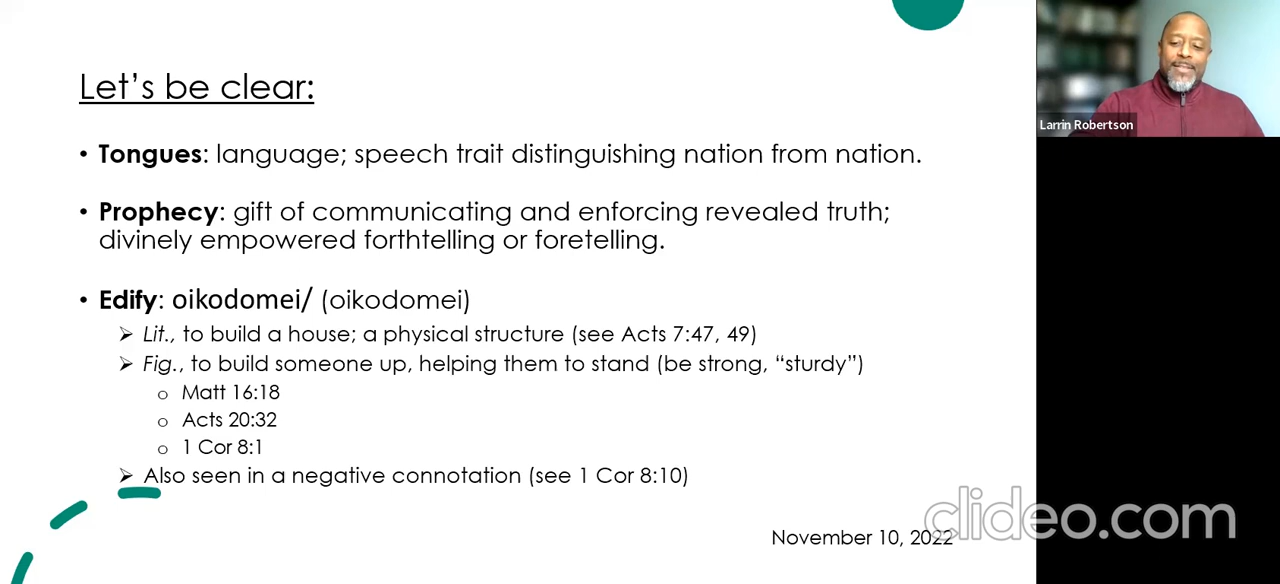 Let's be clear:
• Tongues: language; speech trait distinguishing nation from nation.
• Prophecy: gift of communicating and enforcing revealed truth;
divinely empowered forthtelling or foretelling.
• Edify: oikodomei/ (oikodomei)
➢ Lit., to build a house; a physical structure (see Acts 7:47, 49)
➢ Fig., to build someone up, helping them to stand (be strong, “sturdy”)
o Matt 16:18
o Acts 20:32
o 1 Cor 8:1
➢ Also seen in a negative connotation (see 1 Cor 8:10)
November 10, 2022
clideo.com
Larrin Robertson